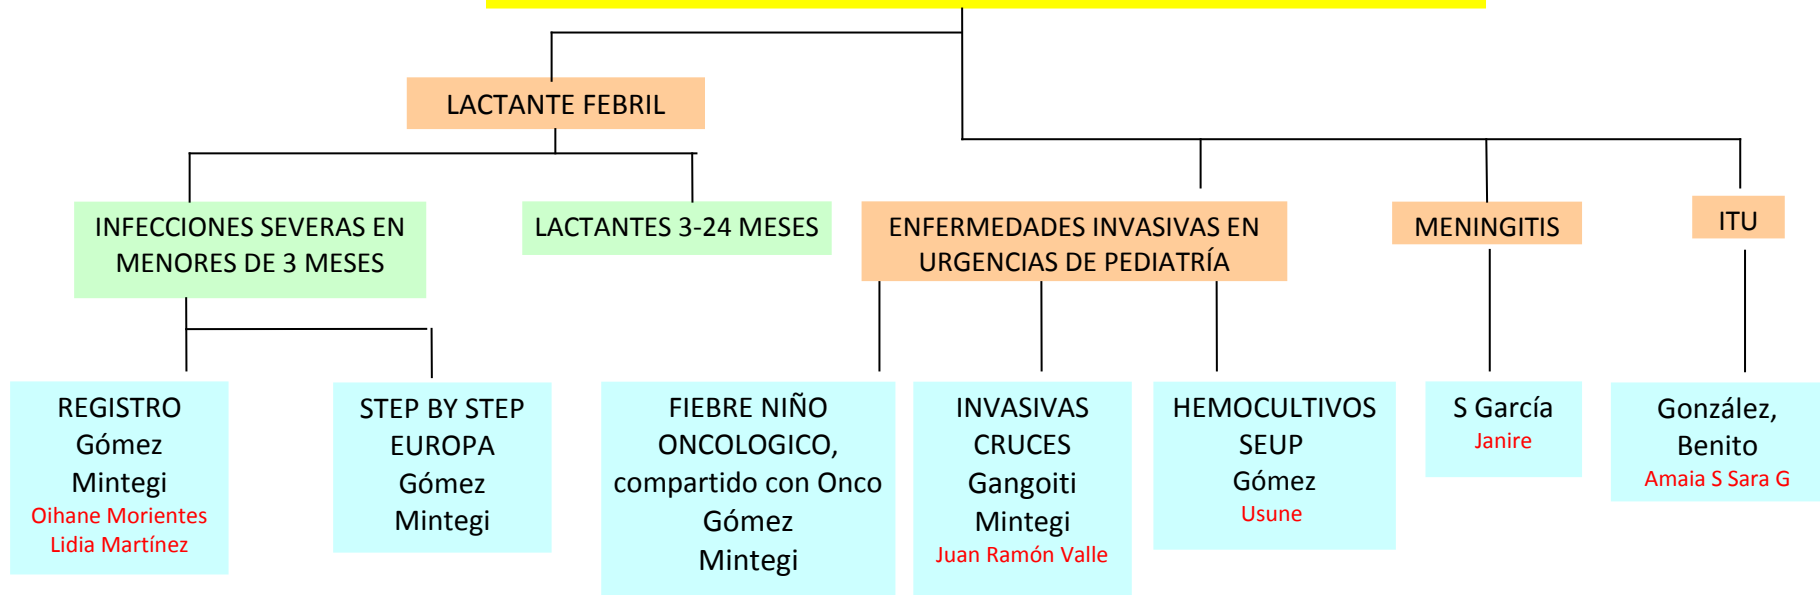 LACTANTE FEBRIL
INFECCIONES SEVERAS EN
MENORES DE 3 MESES
LACTANTES 3-24 MESES
ENFERMEDADES INVASIVAS EN
URGENCIAS DE PEDIATRÍA
MENINGITIS
ITU
REGISTRO
Gómez
Mintegi
Oihane Morientes
Lidia Martínez
STEP BY STEP
EUROPA
Gómez
Mintegi
FIEBRE NIÑO
ONCOLOGICO,
compartido con Onco
Gómez
Mintegi
INVASIVAS
CRUCES
Gangoiti
Mintegi
Juan Ramón Valle
HEMOCULTIVOS
SEUP
Gómez
Usune
S García
Janire
González,
Benito
Amaia S Sara G